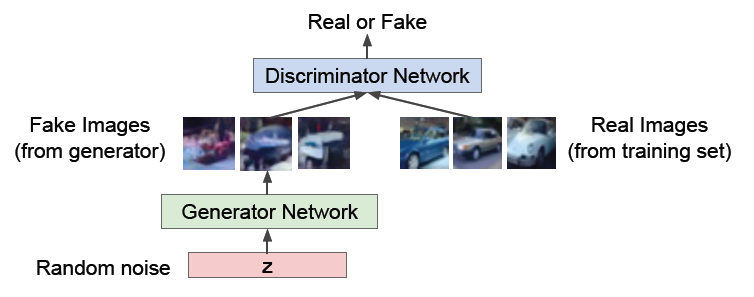 Real or Fake
Discriminator Network
Fake Images
(from generator)
Real Images
(from training set)
Generator Network
Random noise
z